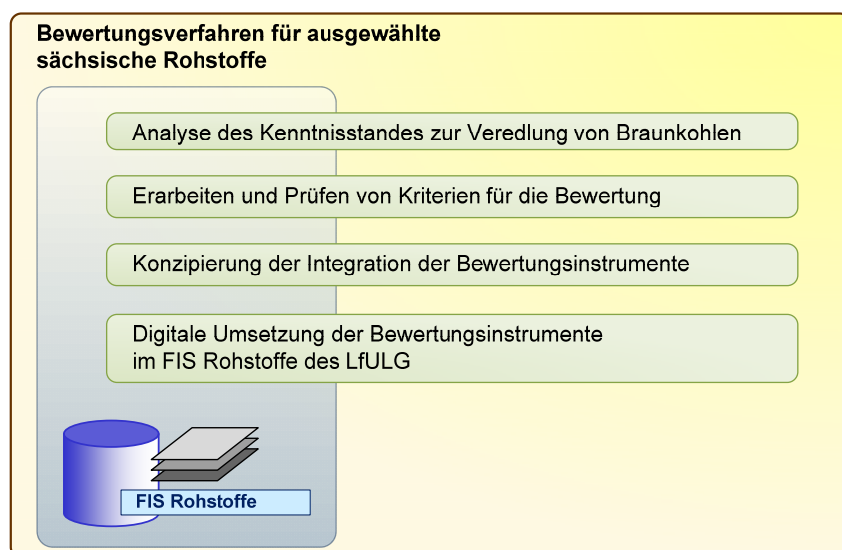 Bewertungsverfahren für ausgewählte
sächsische Rohstoffe
Analyse des Kenntnisstandes zur Veredlung von Braunkohlen
Erarbeiten und Prüfen von Kriterien für die Bewertung
Konzipierung der Integration der Bewertungsinstrumente
Digitale Umsetzung der Bewertungsinstrumente
im FIS Rohstoffe des LfULG
FIS Rohstoffe